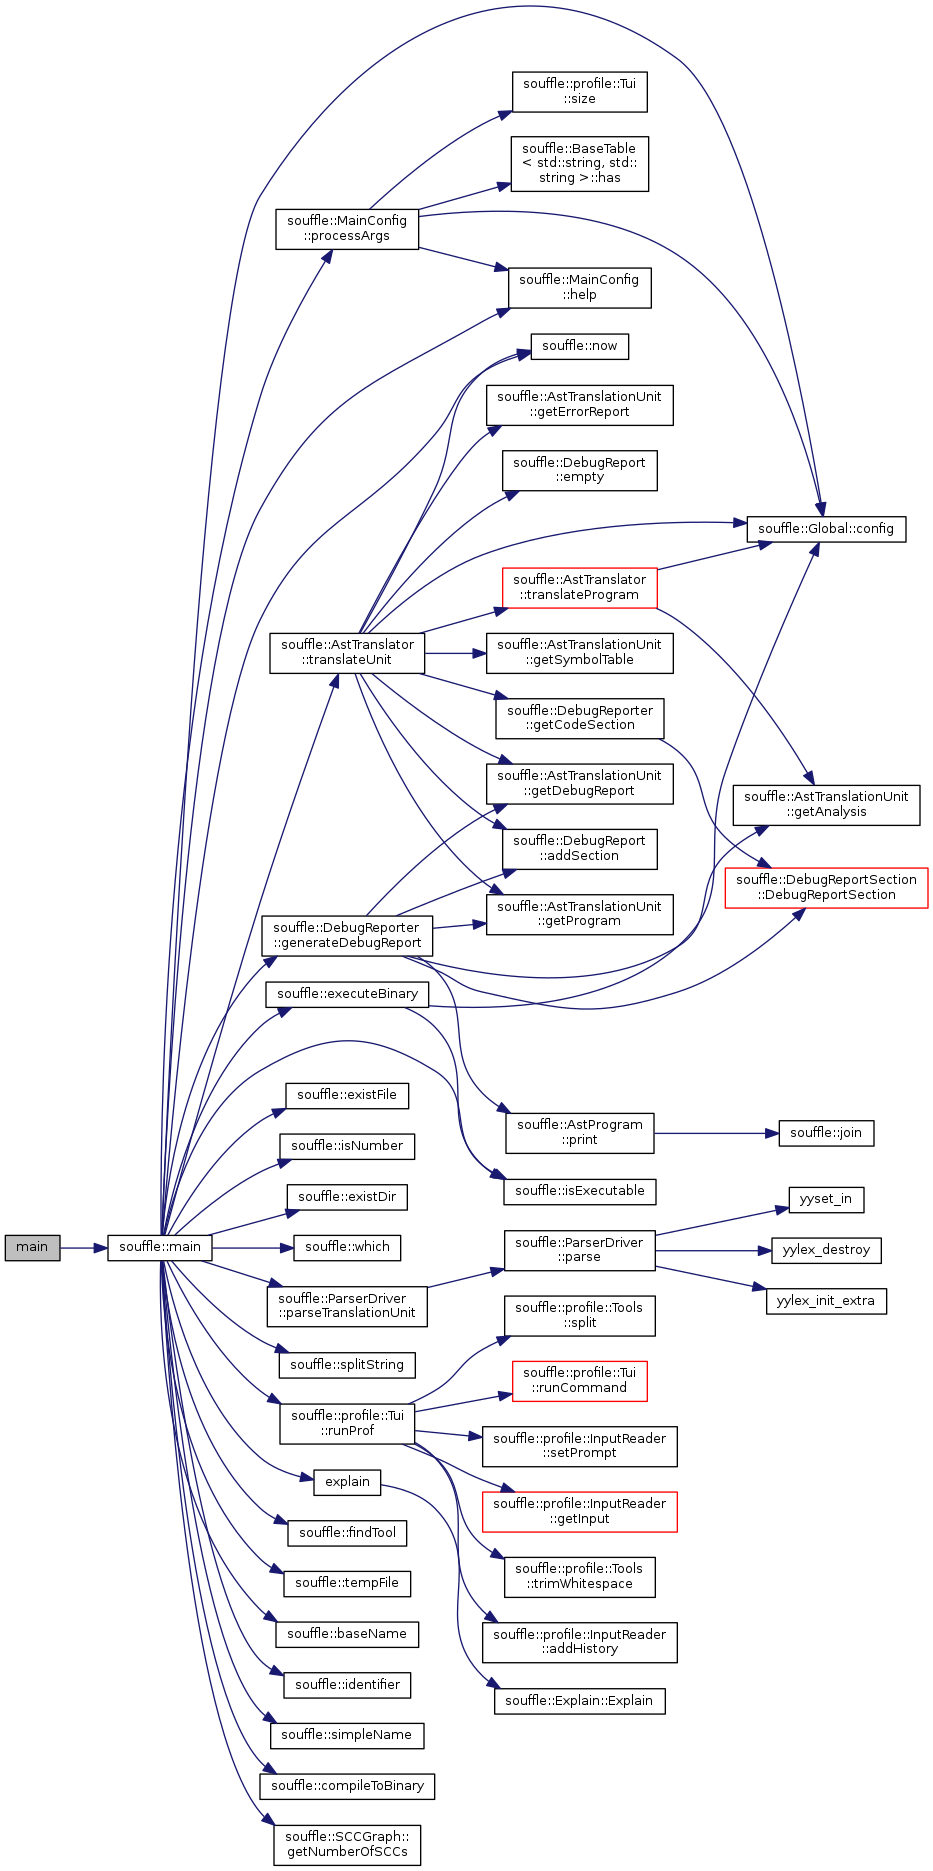 souffle::profile::Tui
::size
souffle::BaseTable
< std::string, std::
string >::has
souffle::MainConfig
::processArgs
souffle::MainConfig
::help
souffle::now
souffle::AstTranslationUnit
::getErrorReport
souffle::DebugReport
::empty
souffle::Global::config
souffle::AstTranslator
::translateProgram
souffle::AstTranslator
::translateUnit
souffle::AstTranslationUnit
::getSymbolTable
souffle::DebugReporter
::getCodeSection
souffle::AstTranslationUnit
::getDebugReport
souffle::AstTranslationUnit
::getAnalysis
souffle::DebugReport
::addSection
souffle::DebugReportSection
::DebugReportSection
souffle::AstTranslationUnit
::getProgram
souffle::DebugReporter
::generateDebugReport
souffle::executeBinary
souffle::existFile
souffle::AstProgram
::print
souffle::join
souffle::isNumber
souffle::isExecutable
souffle::existDir
yyset_in
main
souffle::main
souffle::which
souffle::ParserDriver
::parse
yylex_destroy
souffle::ParserDriver
::parseTranslationUnit
yylex_init_extra
souffle::profile::Tools
::split
souffle::splitString
souffle::profile::Tui
::runCommand
souffle::profile::Tui
::runProf
souffle::profile::InputReader
::setPrompt
explain
souffle::profile::InputReader
::getInput
souffle::findTool
souffle::profile::Tools
::trimWhitespace
souffle::tempFile
souffle::baseName
souffle::profile::InputReader
::addHistory
souffle::identifier
souffle::Explain::Explain
souffle::simpleName
souffle::compileToBinary
souffle::SCCGraph::
getNumberOfSCCs